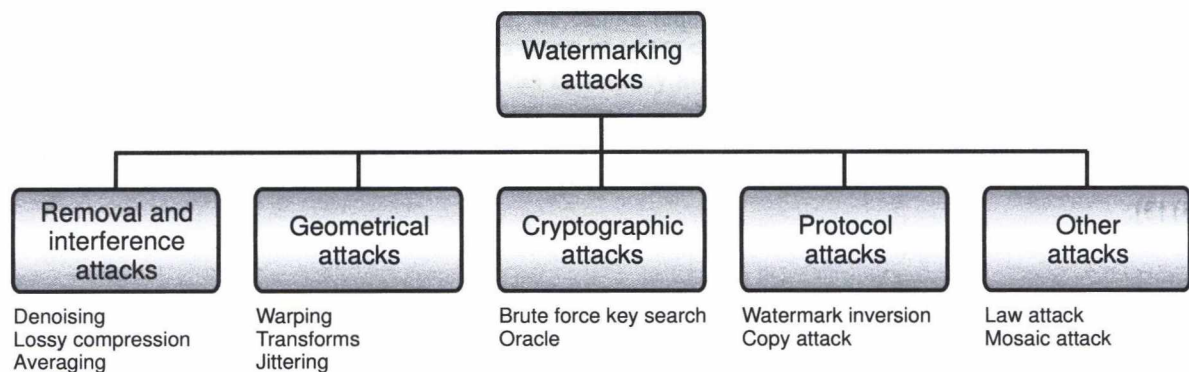 Watermarking
attacks
Removal and
interference
attacks
Geometrical
attacks
Cryptographic
attacks
Protocol
attacks
Other
attacks
Denoising
Lossy compression
Averaging
Warping
Transforms
Jittering
Brute force key search
Oracle
Watermark inversion
Copy attack
Law attack
Mosaic attack